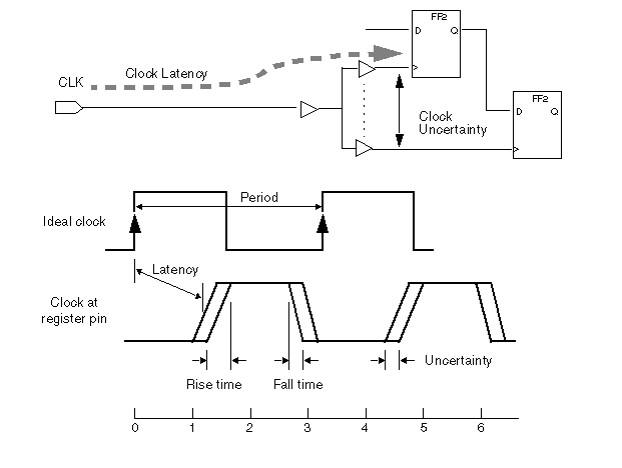 FF2
D Q
CLK
Clock Latency
FF2
D Q
Clock
Uncertainty
Period
Ideal clock
Latency
Clock at
register pin
Uncertainty
Rise time Fall time
0 1 2 3 4 5 6